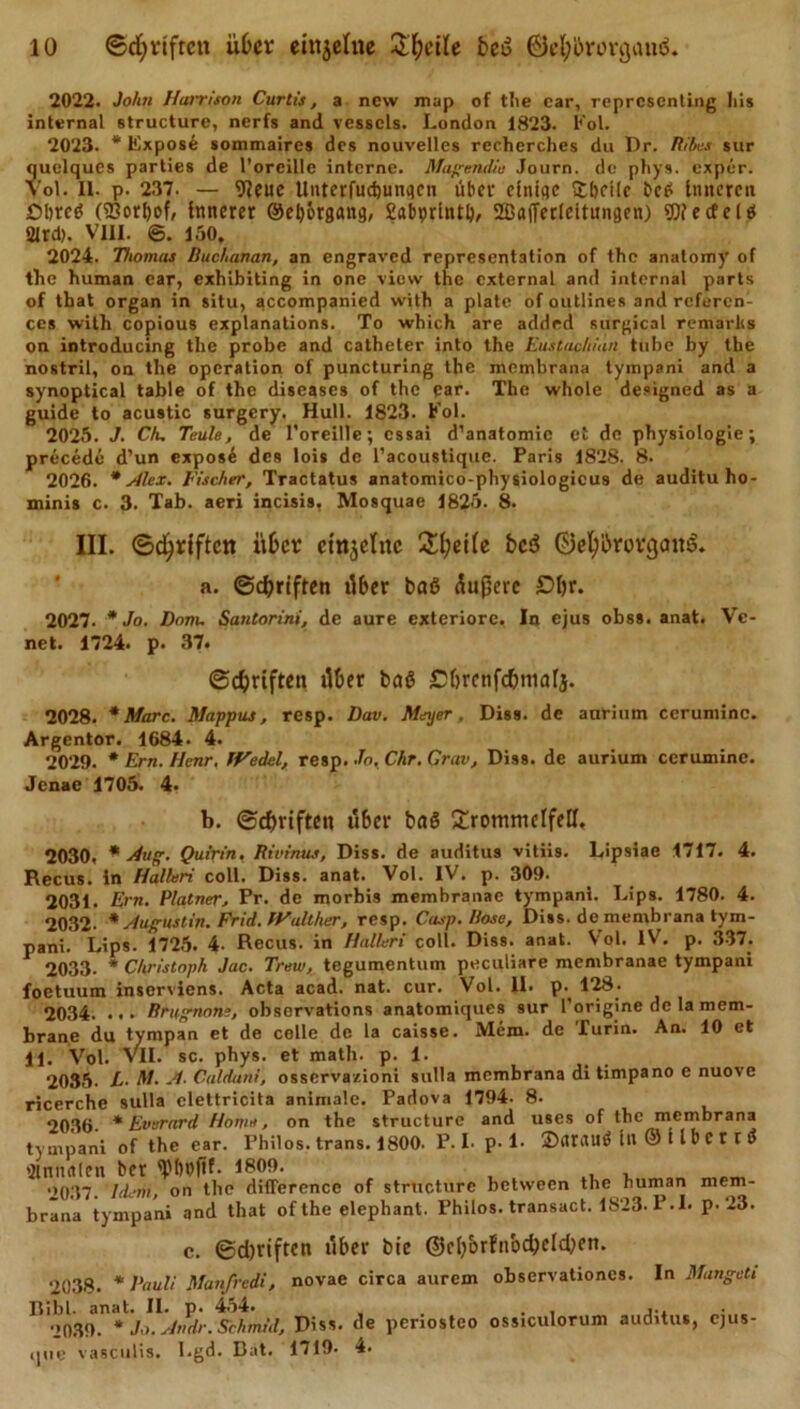 10 Schriften über einzelne Theile des Gehörorgans.
2022. John Harrison Curtis, a new map of the ear, representing his
internal structure, nerfs and vessels. London 1823. Fol.
2023. * Exposé sommaires des nouvelles recherches du Dr. Ribes sur
quelques parties de l'oreille interne. Magendie Journ. de phys. expér.
Vol. II. p. 237. — Neue Untersuchungen über einige Theile des inneren
Ohres (Vorhof, innerer Gehörgang, Labyrinth, Wasserleitungen) Meckels
Arch. VIII. S. 150.
2024. Thomas Buchanan, an engraved representation of the anatomy of
the human ear, exhibiting in one view the external and internal parts
of that organ in situ, accompanied with a plate of outlines and referen-
ces with copious explanations. To which are added surgical remarks
on introducing the probe and catheter into the Eustachian tube by the
nostril, on the operation of puncturing the membrana tympani and a
synoptical table of the diseases of the ear. The whole designed as a
guide to acustic surgery. Hull. 1823. Fol.
2025. J. Ch. Teule, de l'oreille; essai d'anatomie et de physiologie;
précédé d'un exposé des lois de l'acoustique. Paris 1828. 8.
2026. * Alex. Fischer, Tractatus anatomico-physiologicus de auditu ho-
minis c. 3. Tab. aeri incisis. Mosquae 1825. 8.
III. Schriften über einzelne Theile des Gehörorgans.
a. Schriften über das äußere Ohr.
2027. * Jo. Dom. Santorini, de aure exteriore. In ejus obss. anat. Ve-
net. 1724. p. 37.
Schriften über das Ohrenschmalz.
2028. * Marc. Mappus, resp. Dav. Meyer, Diss. de aurium cerumine.
Argentor. 1684. 4.
2029. * Ern. Henr. Wedel, resp. Jo. Chr. Grav, Diss. de aurium cerumine.
Jenae 1705. 4.
b. Schriften über das Trommelfell.
2030. * Aug. Quirin. Rivinus, Diss. de auditus vitiis. Lipsiae 1717. 4.
Recus. in Halleri coll. Diss. anat. Vol. IV. p. 309.
2031. Ern. Platner, Pr. de morbis membranae tympani. Lips. 1780. 4.
2032. * Augustin. Frid. Walther, resp. Casp. Bose, Diss. de membrana tym-
pani. Lips. 1725. 4. Recus. in Halleri coll. Diss. anat. Vol. IV. p. 337.
2033. * Christoph Jac. Trew, tegumentum peculiare membranae tympani
foetuum inserviens. Acta acad. nat. cur. Vol. II. p. 128.
2034. ... Brugnone, observations anatomiques sur l'origine de la mem-
brane du tympan et de celle de la caisse. Mém. de Turin. An. 10 et
11. Vol. VII. sc. phys. et math. p. 1.
2035. L. M. A. Caldani, osservazioni sulla membrana di timpano e nuove
ricerche sulla elettricita animale. Padova 1794. 8.
2036. * Everard Home, on the structure and uses of the membrana
tympani of the ear. Philos. trans. 1800. P. I. p. 1. Daraus in Gilberts
Annalen der Physik. 1809.
2037. Idem, on the difference of structure between the human mem-
brana tympani and that of the elephant. Philos. transact. 1823. P. I. p. 23.
c. Schriften über die Gehörknöchelchen.
2038. * Pauli Manfredi, novae circa aurem observationes. In Mangeti
Bibl. anat. II. p. 454.
2039. * Jo. Andr. Schmid, Diss. de periosteo ossiculorum auditus, ejus-
que vasculis. Lgd. Bat. 1719. 4.